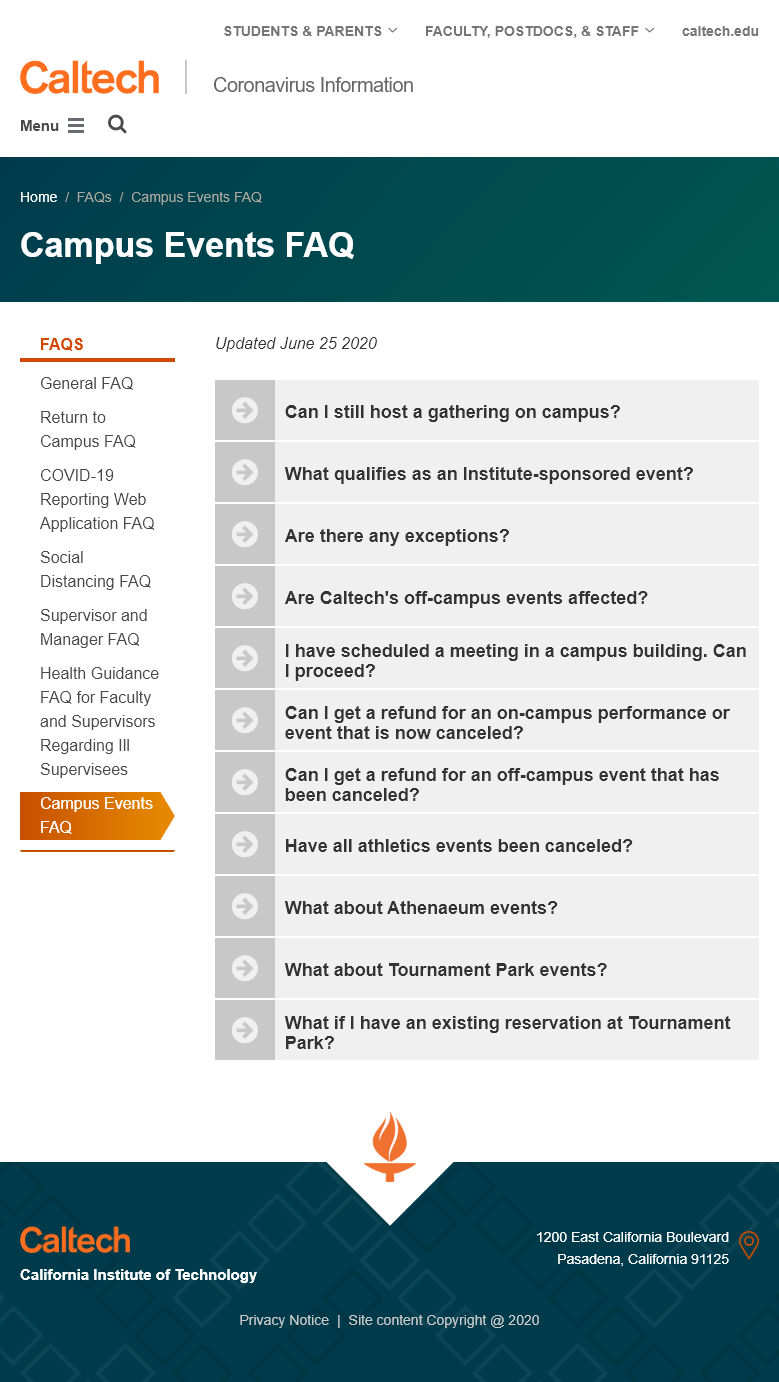 STUDENTS & PARENTS
FACULTY, POSTDOCS, & STAFF
caltech.edu
Caltech
Coronavirus Information
Menu
Home / FAQs / Campus Events FAQ
Campus Events FAQ
FAQS
General FAQ
Return to
Campus FAQ
COVID-19
Reporting Web
Application FAQ
Social
Distancing FAQ
Supervisor and
Manager FAQ
Health Guidance
FAQ for Faculty
and Supervisors
Regarding Ill
Supervisees
Campus Events
FAQ
Updated June 25 2020
Can I still host a gathering on campus?
What qualifies as an Institute-sponsored event?
Are there any exceptions?
Are Caltech's off-campus events affected?
I have scheduled a meeting in a campus building. Can
I proceed?
Can I get a refund for an on-campus performance or
event that is now canceled?
Can I get a refund for an off-campus event that has
been canceled?
Have all athletics events been canceled?
What about Athenaeum events?
What about Tournament Park events?
What if I have an existing reservation at Tournament
Park?
Caltech
California Institute of Technology
1200 East California Boulevard
Pasadena, California 91125
Privacy Notice | Site content Copyright @ 2020